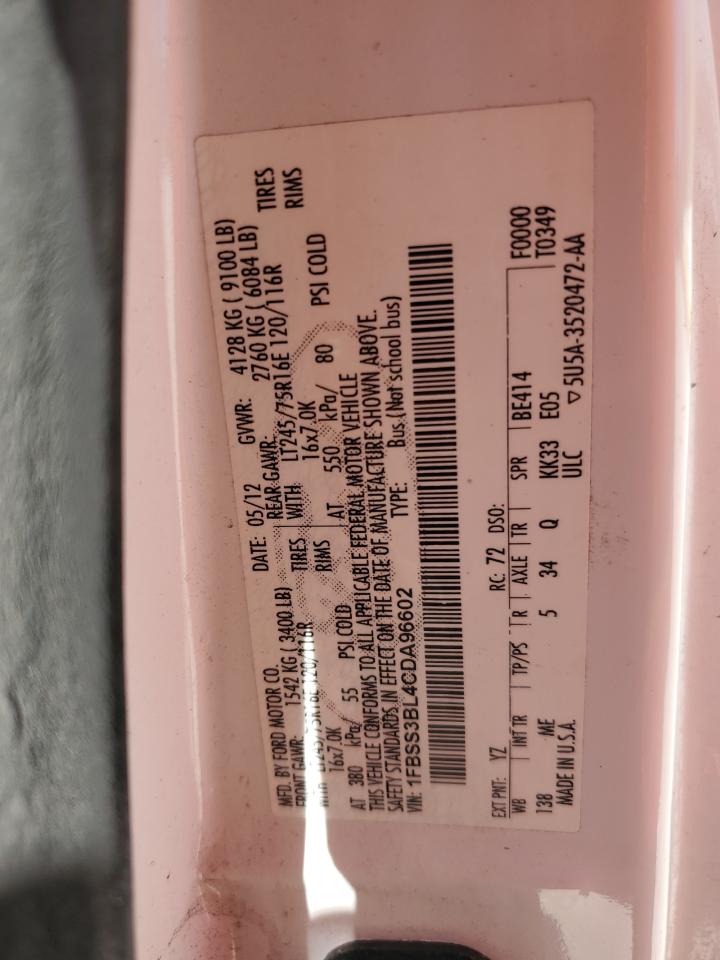 MFD. BY FORD MOTOR CO. DATE: 05/12 GVWR: 4128 KG ( 9100 LB)
FRONT GAWR: 1542 KG ( 3400 LB) REAR GAWR: 2760 KG ( 6084 LB)
WITH LT245/75R16E 120/116R TIRES WITH LT245/75R16E 120/116R TIRES
16x7.0K RIMS 16x7.0K RIMS
AT 380 kPa/ 55 PSI COLD AT 550 kPa/ 80 PSI COLD
THIS VEHICLE CONFORMS TO ALL APPLICABLE FEDERAL MOTOR VEHICLE
SAFETY STANDARDS IN EFFECT ON THE DATE OF MANUFACTURE SHOWN ABOVE.
VIN: 1FBSS3BL4CDA96602 TYPE: Bus (Not school bus)
EXT PNT: YZ RC: 72 DSO: F0000
WB INT TR TP/PS R AXLE TR SPR BE414 T0349
138 ME 5 34 Q KK33 E05
MADE IN U.S.A. ULC ▽5U5A-3520472-AA